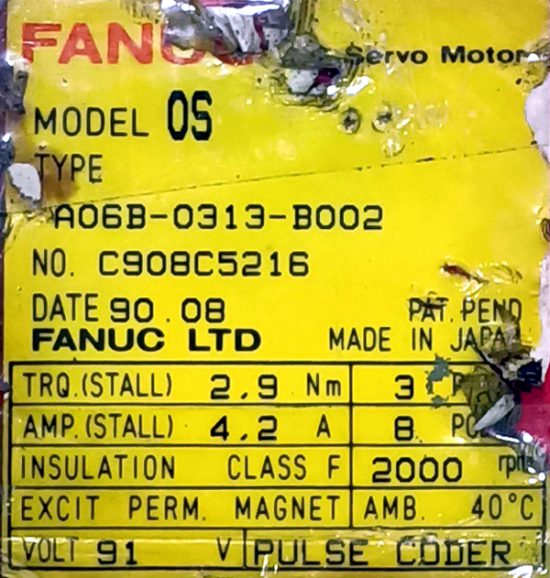 FANUC Servo Motor
MODEL 0S
TYPE
A06B-0313-B002
NO. C908C5216
DATE 90.08 PAT. PEND
FANUC LTD MADE IN JAPAN
TRQ.(STALL) 2.9 Nm 3
AMP.(STALL) 4.2 A 8
INSULATION CLASS F 2000 rpm
EXCIT PERM. MAGNET AMB. 40°C
VOLT 91 V PULSE CODER